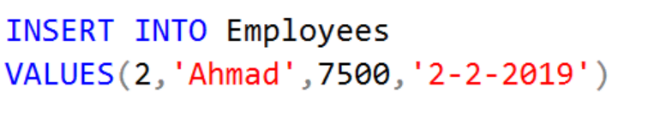 INSERT INTO Employees
VALUES(2,'Ahmad',7500,'2-2-2019')